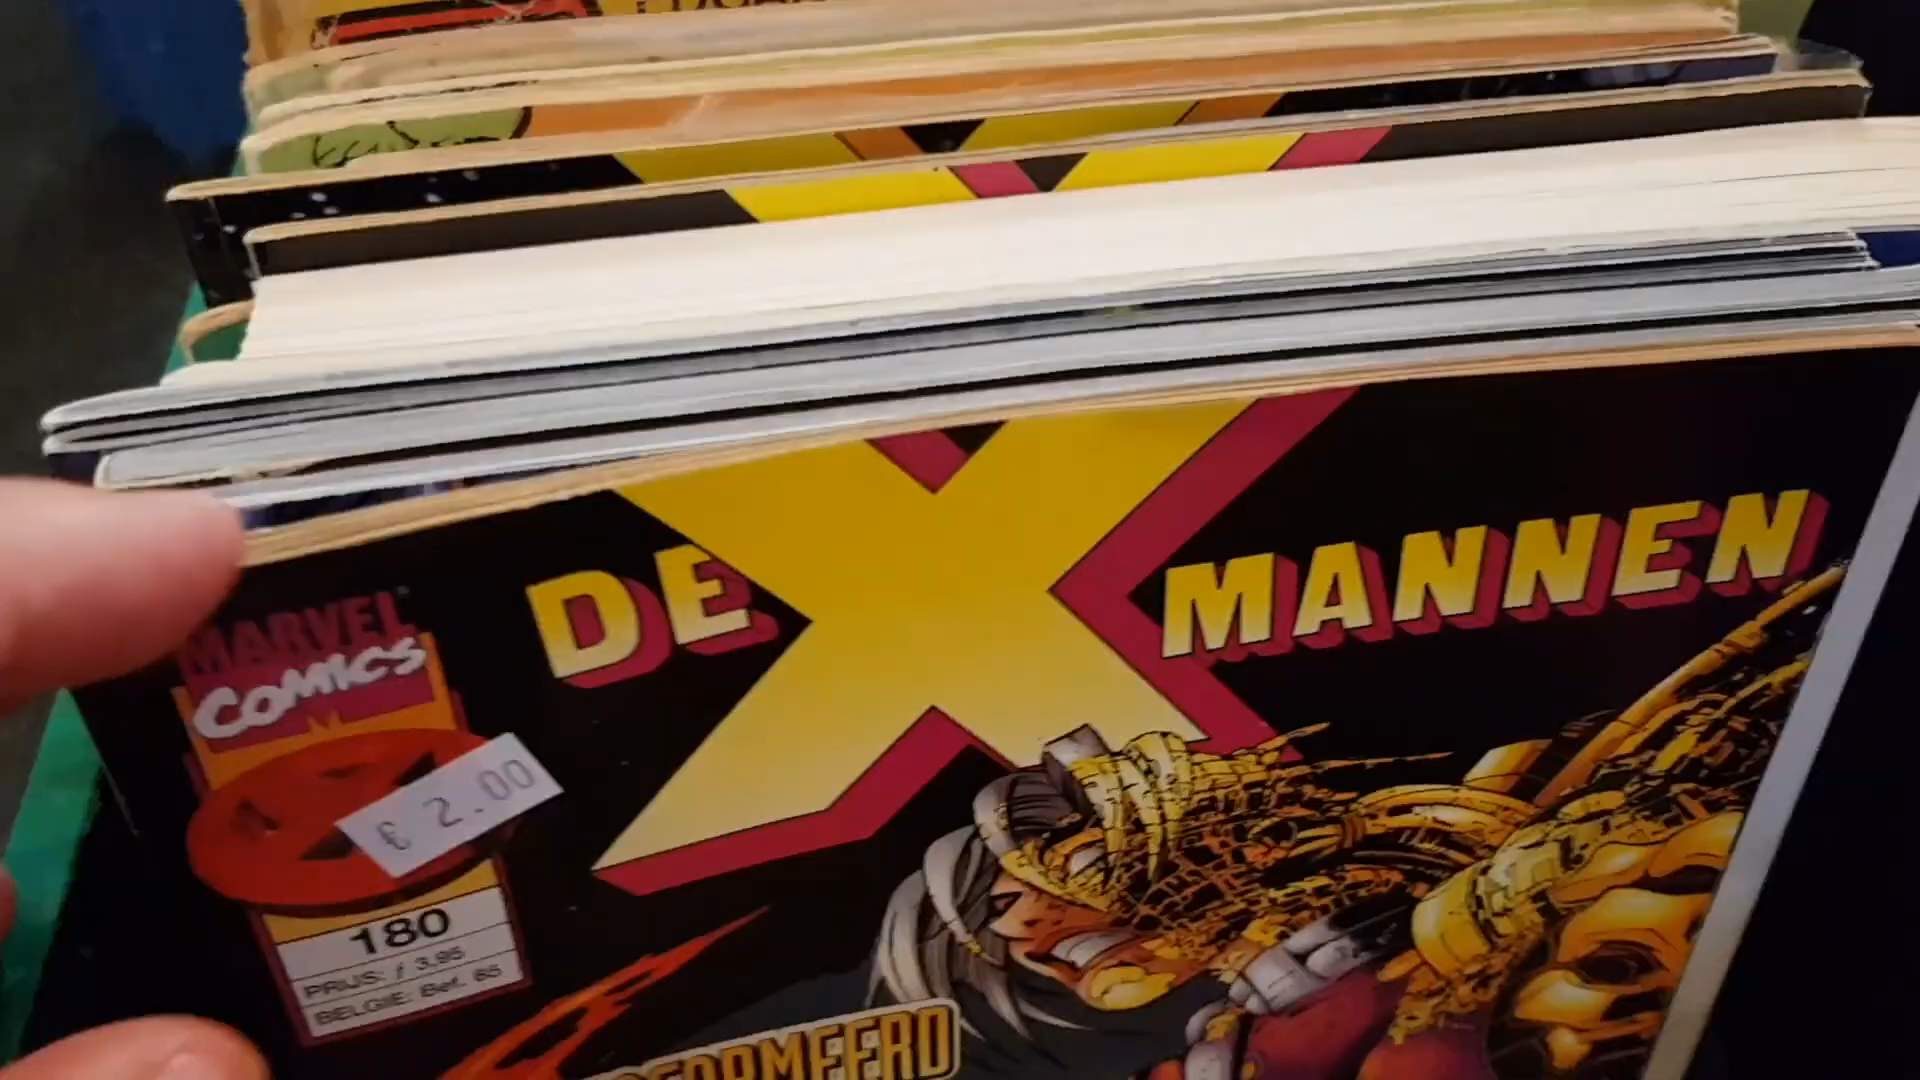 DE X MANNEN
MARVEL
COMICS
€ 2.00
180
PRIJS: f 3,95
BELGIE: Bef. 65